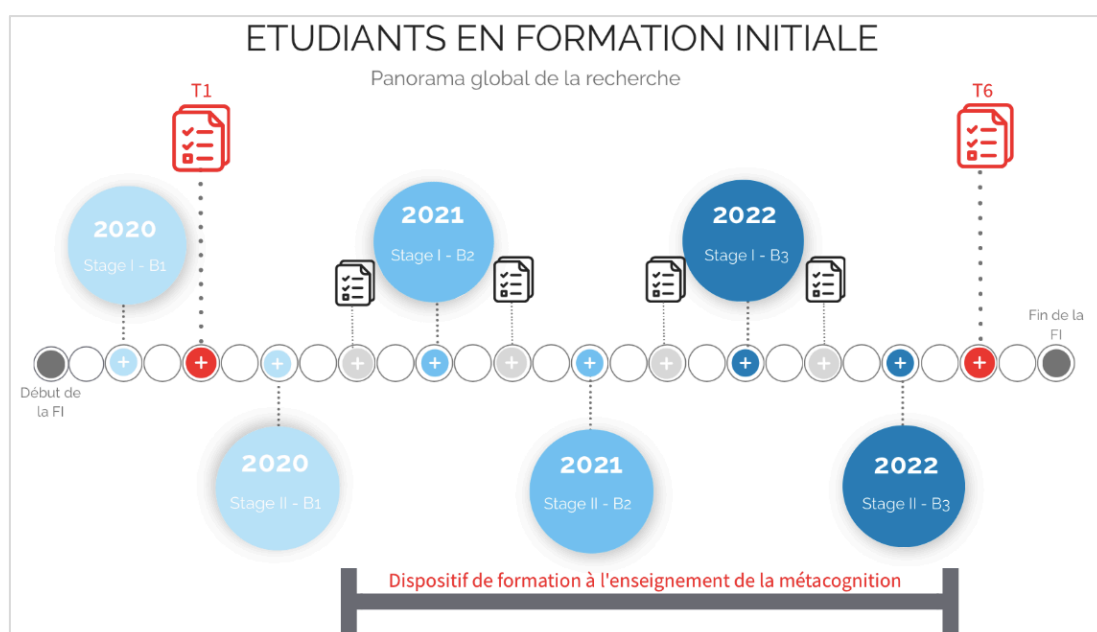 ETUDIANTS EN FORMATION INITIALE
Panorama global de la recherche
T1
T6
2020
Stage I - B1
2021
Stage I - B2
2022
Stage I - B3
Début de
la FI
Fin de la
FI
2020
Stage II - B1
2021
Stage II - B2
2022
Stage II - B3
Dispositif de formation à l'enseignement de la métacognition